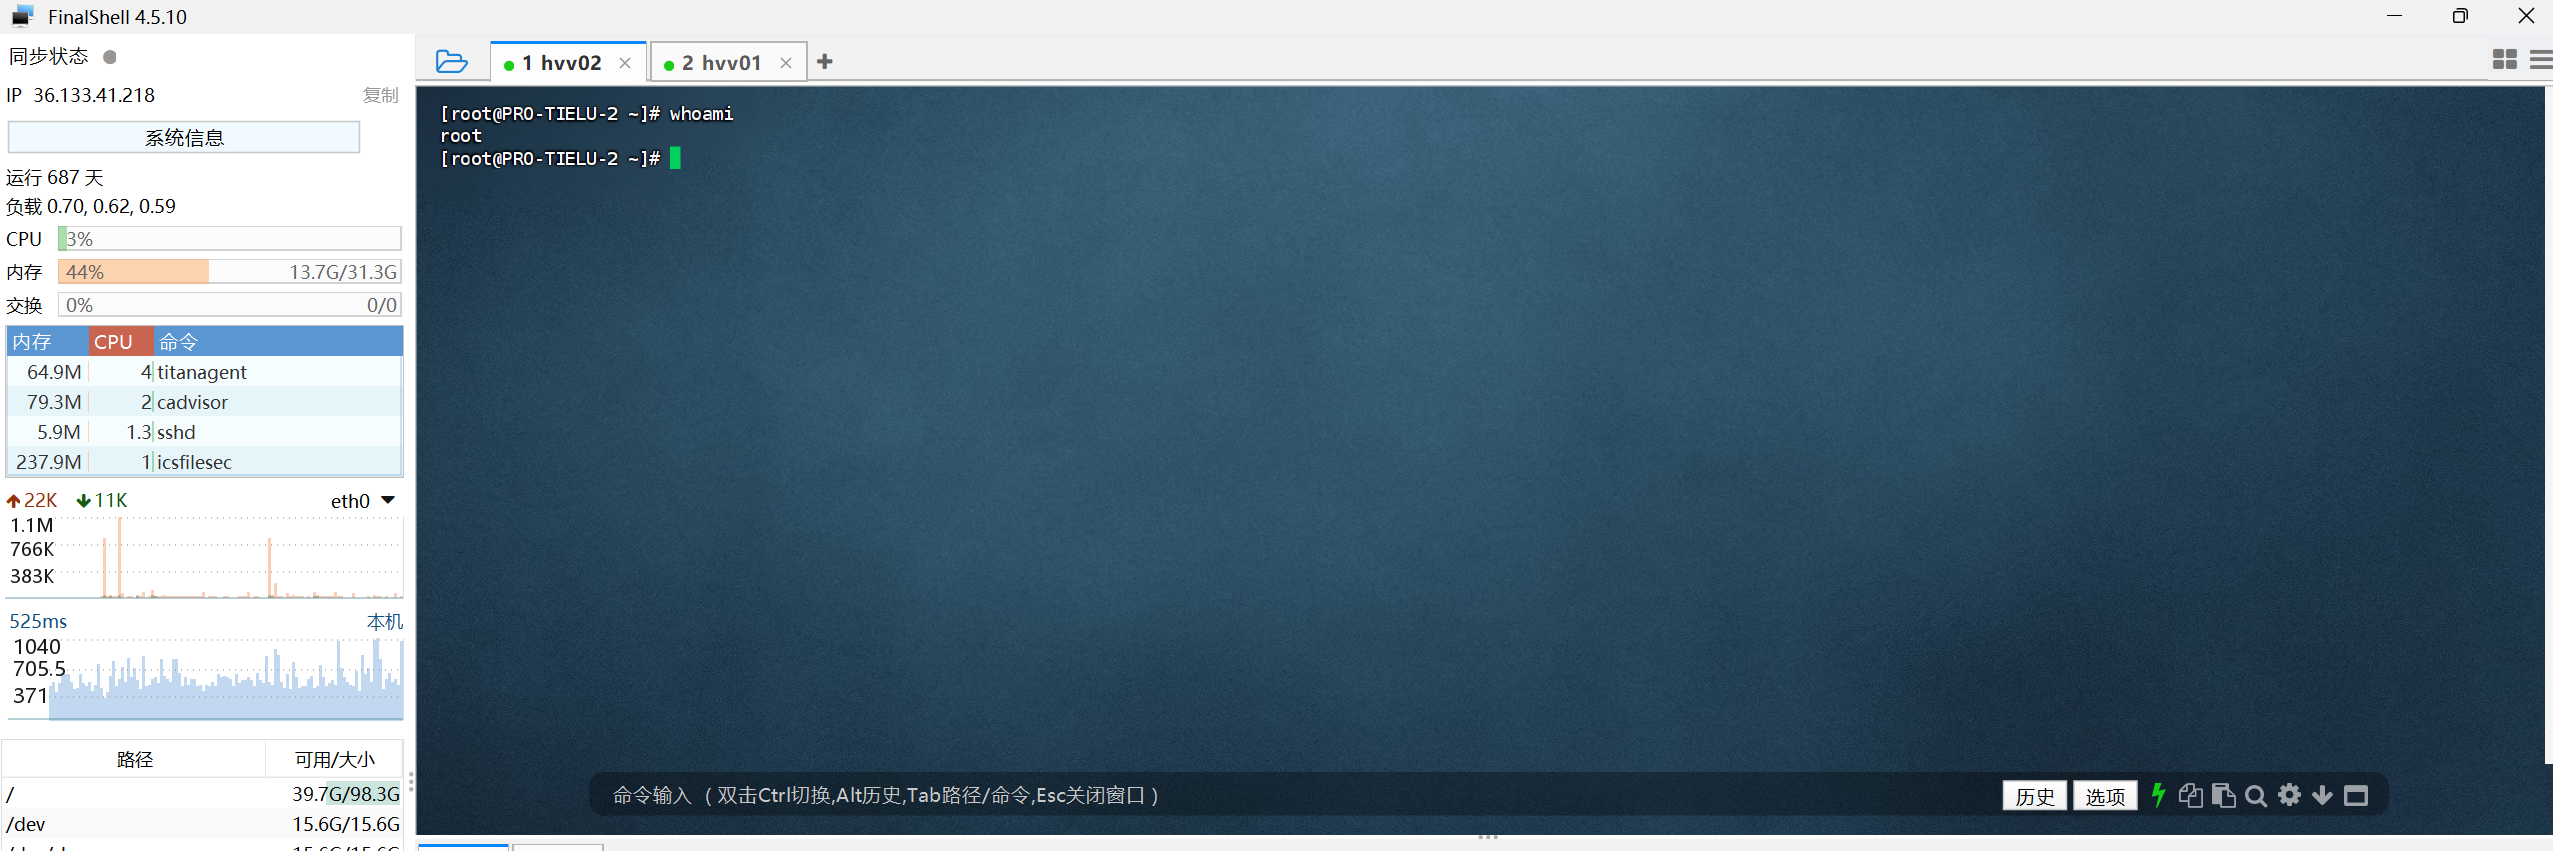 FinalShell 4.5.10
同步状态
IP 36.133.41.218 复制
系统信息
运行 687 天
负载 0.70, 0.62, 0.59
CPU 3%
内存 44% 13.7G/31.3G
交换 0% 0/0
内存 CPU 命令
64.9M 4 titanagent
79.3M 2 cadvisor
5.9M 1.3 sshd
237.9M 1 icsfilesec
22K 11K eth0
1.1M
766K
383K
525ms 本机
1040
705.5
371
路径 可用/大小
/ 39.7G/98.3G
/dev 15.6G/15.6G
1 hvv02
2 hvv01
[root@PRO-TIELU-2 ~]# whoami
root
[root@PRO-TIELU-2 ~]#
命令输入 (双击Ctrl切换,Alt历史,Tab路径/命令,Esc关闭窗口)
历史 选项